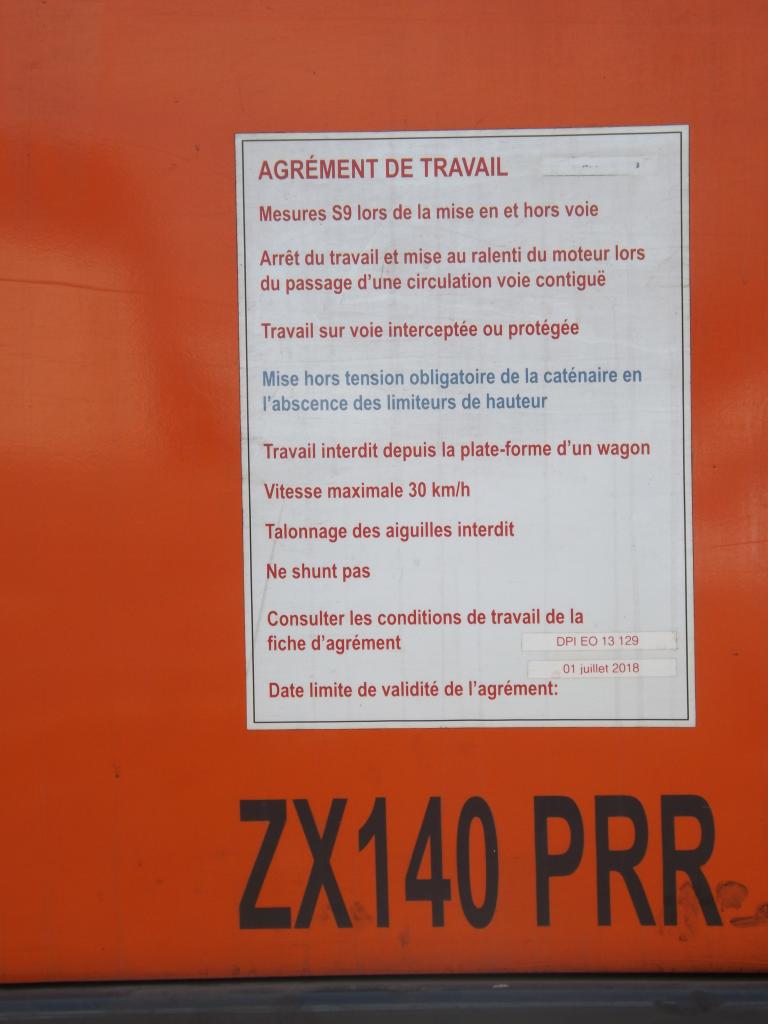 AGRÉMENT DE TRAVAIL
Mesures S9 lors de la mise en et hors voie
Arrêt du travail et mise au ralenti du moteur lors
du passage d'une circulation voie contiguë
Travail sur voie interceptée ou protégée
Mise hors tension obligatoire de la caténaire en
l'abscence des limiteurs de hauteur
Travail interdit depuis la plate-forme d'un wagon
Vitesse maximale 30 km/h
Talonnage des aiguilles interdit
Ne shunt pas
Consulter les conditions de travail de la
fiche d'agrément
DPI EO 13 129
01 juillet 2018
Date limite de validité de l'agrément:
ZX140 PRR